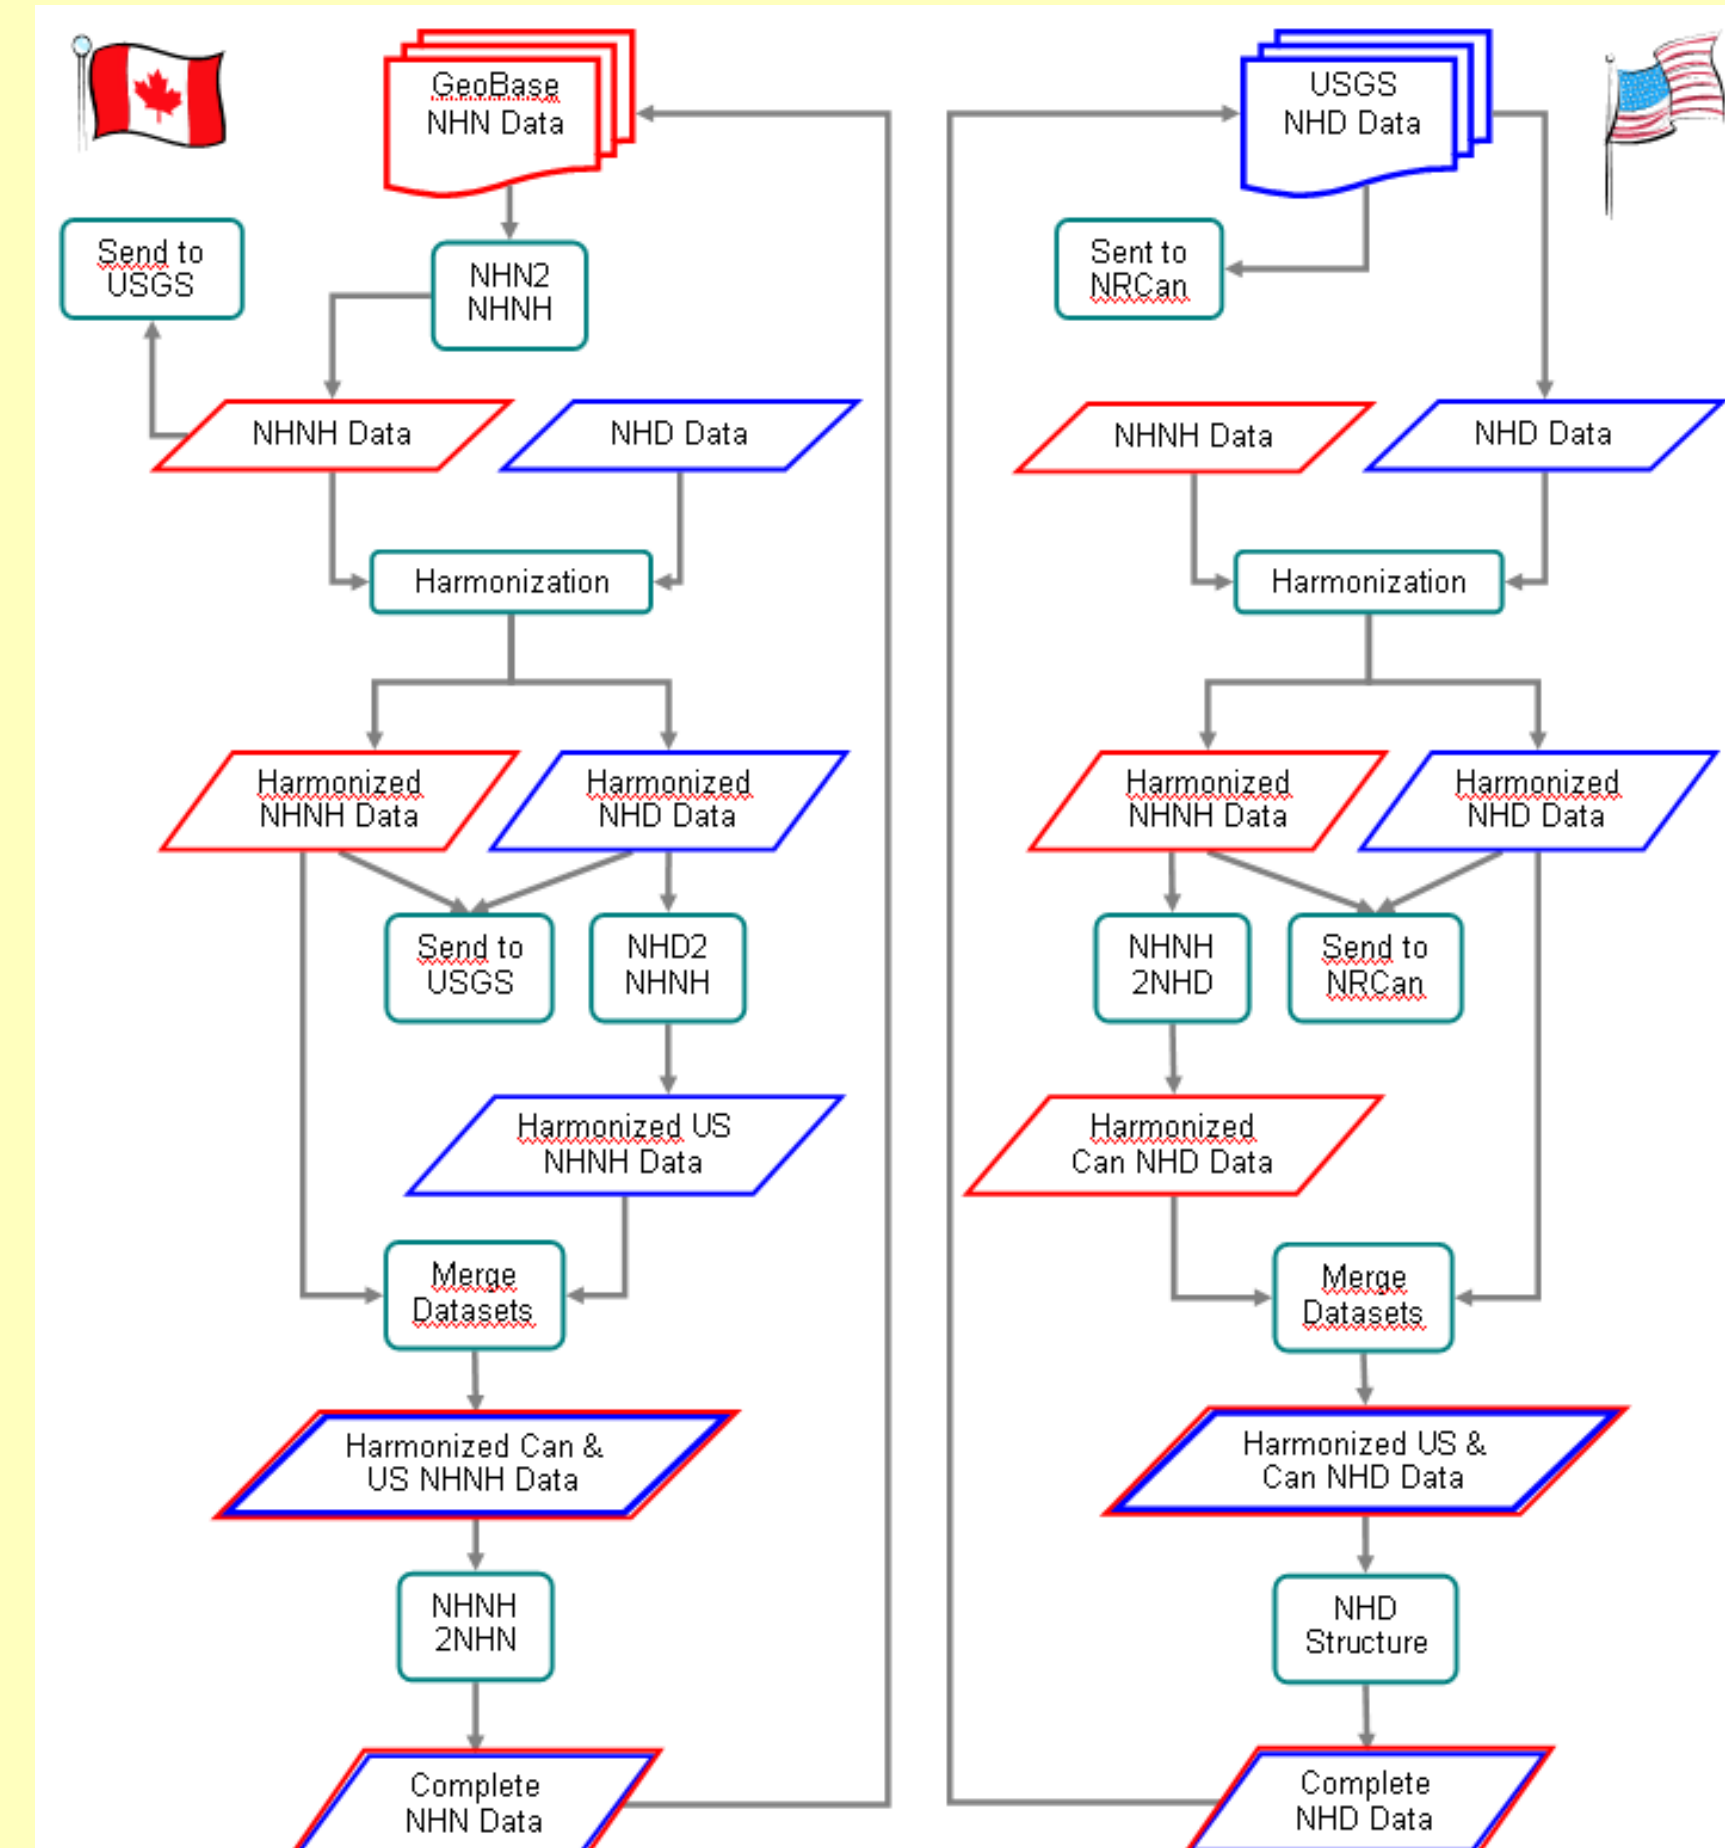 GeoBase
NHN Data
Send to
USGS
NHN2
NHNH
NHNH Data
NHD Data
Harmonization
Harmonized
NHNH Data
Harmonized
NHD Data
Send to
USGS
NHD2
NHNH
Harmonized US
NHNH Data
Merge
Datasets
Harmonized Can &
US NHNH Data
NHNH
2NHN
Complete
NHN Data
USGS
NHD Data
Sent to
NRCan
NHNH Data
NHD Data
Harmonization
Harmonized
NHNH Data
Harmonized
NHD Data
NHNH
2NHD
Send to
NRCan
Harmonized
Can NHD Data
Merge
Datasets
Harmonized US &
Can NHD Data
NHD
Structure
Complete
NHD Data